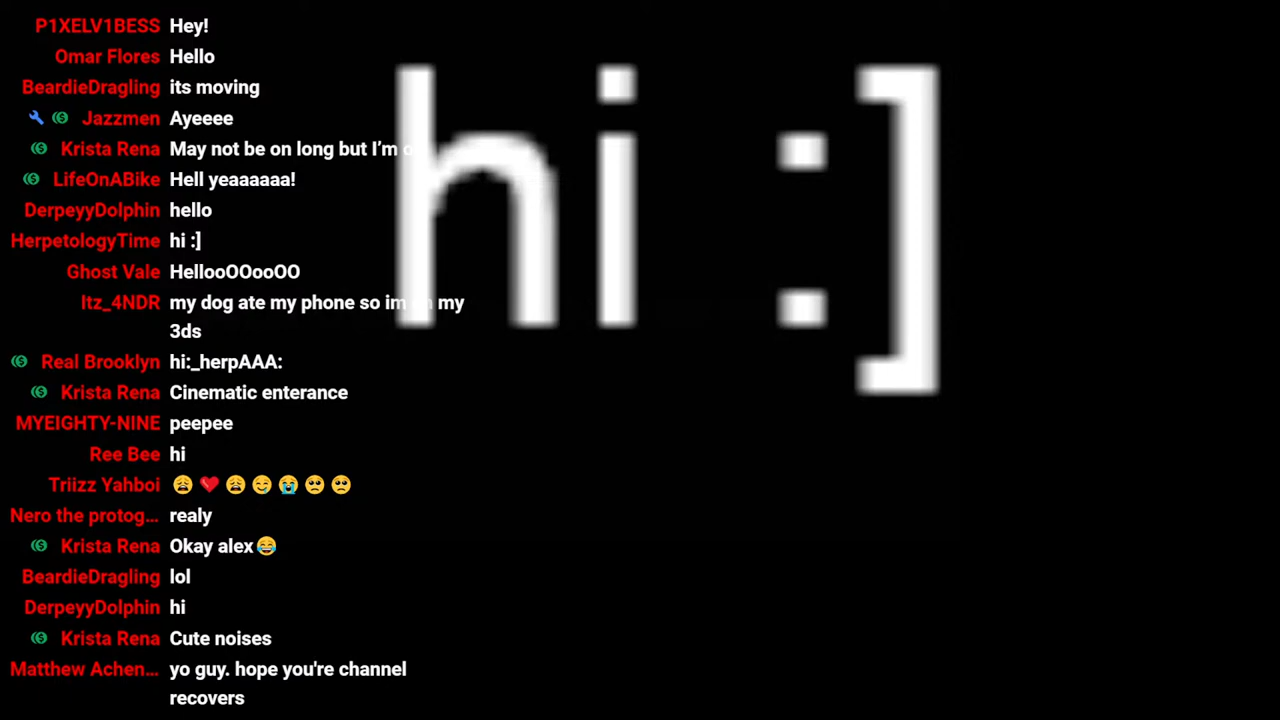 P1XELV1BESS Hey!
Omar Flores Hello
BeardieDragling its moving
Jazzmen Ayeeee
Krista Rena May not be on long but I’m o
LifeOnABike Hell yeaaaaaa!
DerpeyyDolphin hello
HerpetologyTime hi :]
Ghost Vale HellooOOooOO
Itz_4NDR my dog ate my phone so im on my
3ds
Real Brooklyn hi:_herpAAA:
Krista Rena Cinematic enterance
MYEIGHTY-NINE peepee
Ree Bee hi
Triizz Yahboi 😩❤😩😊😭🥺🥺
Nero the protog... realy
Krista Rena Okay alex😂
BeardieDragling lol
DerpeyyDolphin hi
Krista Rena Cute noises
Matthew Achen... yo guy. hope you're channel
recovers
hi :]